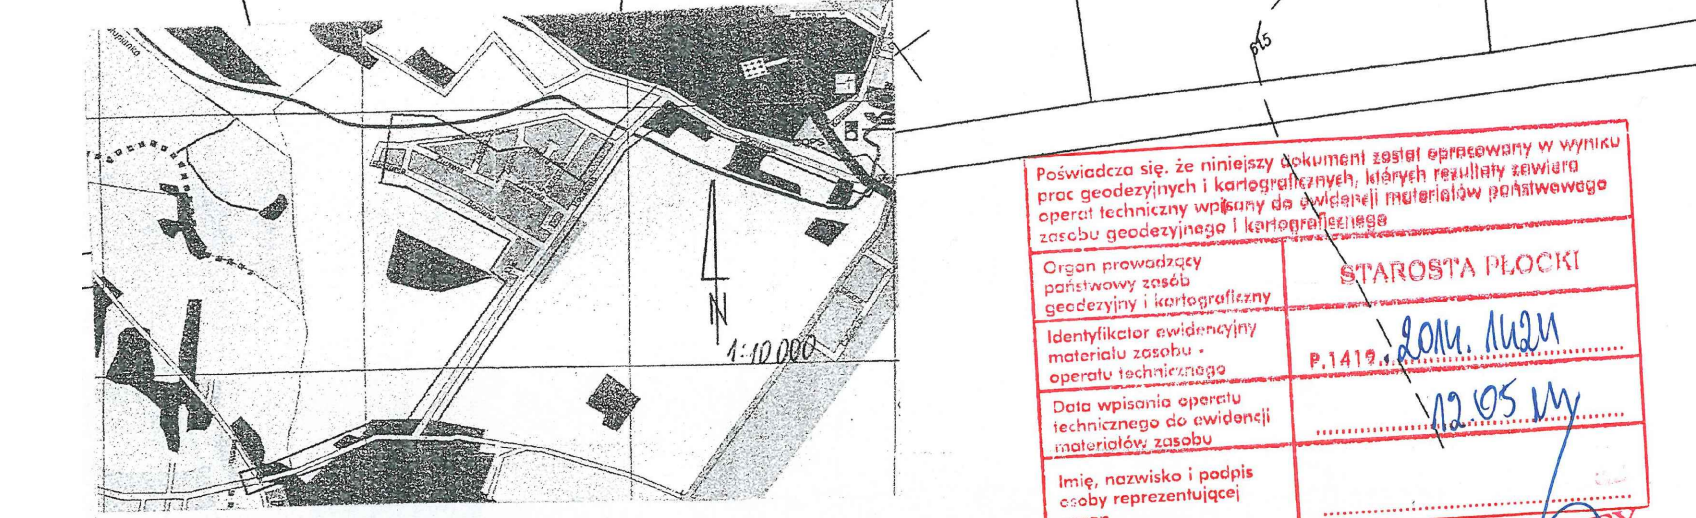 N
1:10 000
615
Poświadcza się, że niniejszy dokument został opracowany w wyniku
prac geodezyjnych i kartograficznych, których rezultaty zawiera
operat techniczny wpisany do ewidencji materiałów państwowego
zasobu geodezyjnego i kartograficznego
Organ prowadzący
państwowy zasób
geodezyjny i kartograficzny
STAROSTA PŁOCKI
Identyfikator ewidencyjny
materiału zasobu -
operatu technicznego
P.1419. 2014. 1424
Data wpisania operatu
technicznego do ewidencji
materiałów zasobu
12.05
Imię, nazwisko i podpis
osoby reprezentującej